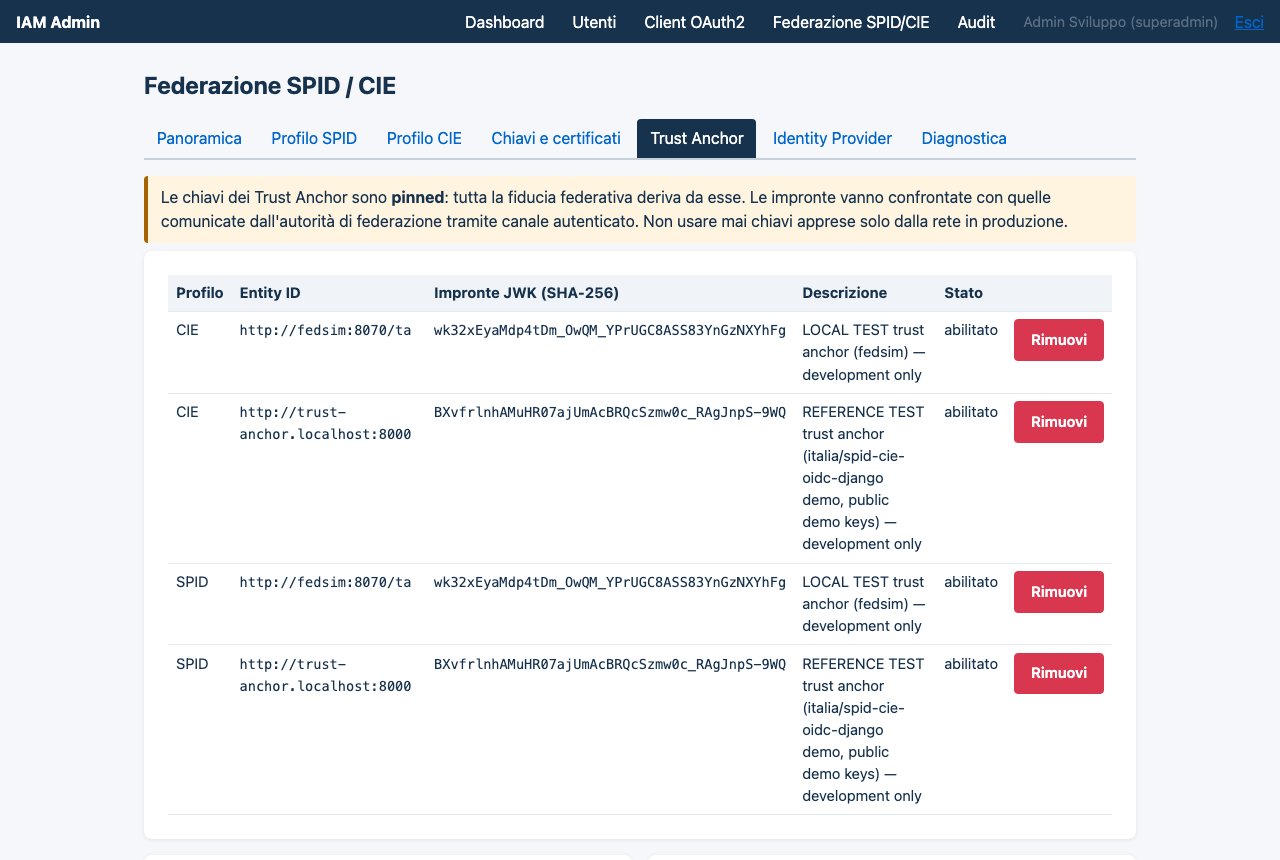 IAM Admin
Dashboard Utenti Client OAuth2 Federazione SPID/CIE Audit Admin Sviluppo (superadmin) Esci
Federazione SPID / CIE
Panoramica Profilo SPID Profilo CIE Chiavi e certificati Trust Anchor Identity Provider Diagnostica
Le chiavi dei Trust Anchor sono pinned: tutta la fiducia federativa deriva da esse. Le impronte vanno confrontate con quelle
comunicate dall'autorità di federazione tramite canale autenticato. Non usare mai chiavi apprese solo dalla rete in produzione.
Profilo Entity ID Impronte JWK (SHA-256) Descrizione Stato
CIE http://fedsim:8070/ta wk32xEyaMdp4tDm_OwQM_YPrUGC8ASS83YnGzNXYhFg LOCAL TEST trust abilitato Rimuovi
anchor (fedsim) —
development only
CIE http://trust- BXvfrlnhAMuHR07ajUmAcBRQcSzmw0c_RAgJnpS-9WQ REFERENCE TEST abilitato Rimuovi
anchor.localhost:8000 trust anchor
(italia/spid-cie-
oidc-django
demo, public
demo keys) —
development only
SPID http://fedsim:8070/ta wk32xEyaMdp4tDm_OwQM_YPrUGC8ASS83YnGzNXYhFg LOCAL TEST trust abilitato Rimuovi
anchor (fedsim) —
development only
SPID http://trust- BXvfrlnhAMuHR07ajUmAcBRQcSzmw0c_RAgJnpS-9WQ REFERENCE TEST abilitato Rimuovi
anchor.localhost:8000 trust anchor
(italia/spid-cie-
oidc-django
demo, public
demo keys) —
development only